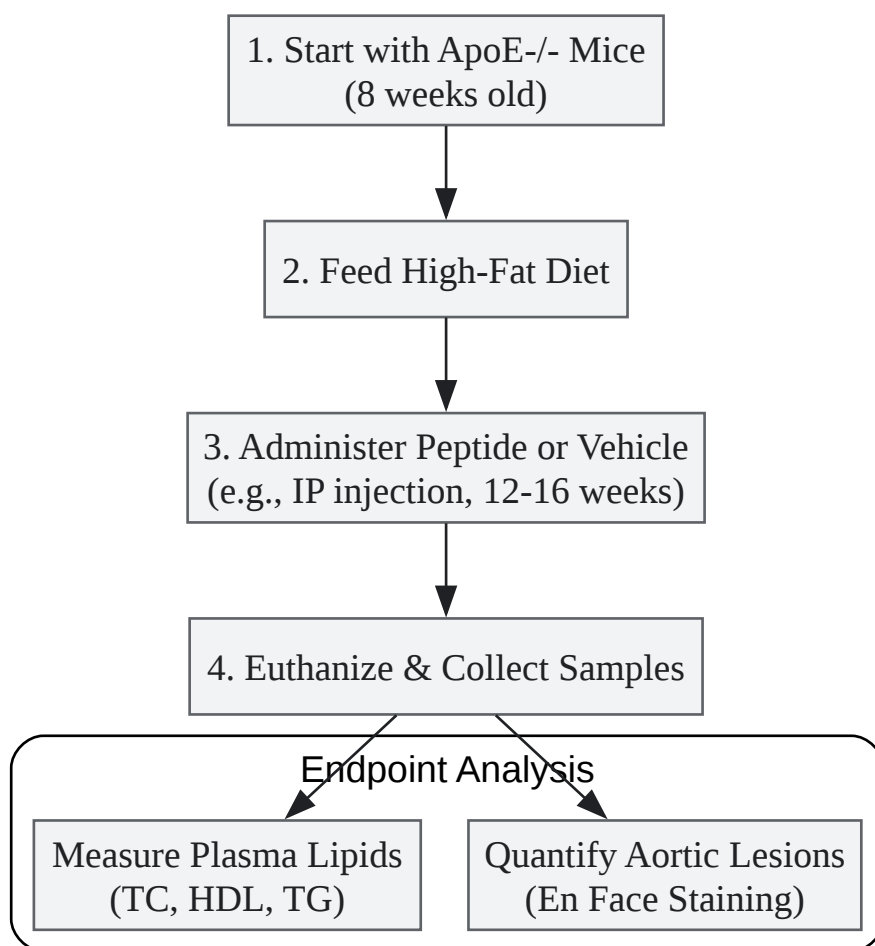 1. Start with ApoE-/- Mice
(8 weeks old)
2. Feed High-Fat Diet
3. Administer Peptide or Vehicle
(e.g., IP injection, 12-16 weeks)
4. Euthanize & Collect Samples
Endpoint Analysis
Measure Plasma Lipids
(TC, HDL, TG)
Quantify Aortic Lesions
(En Face Staining)